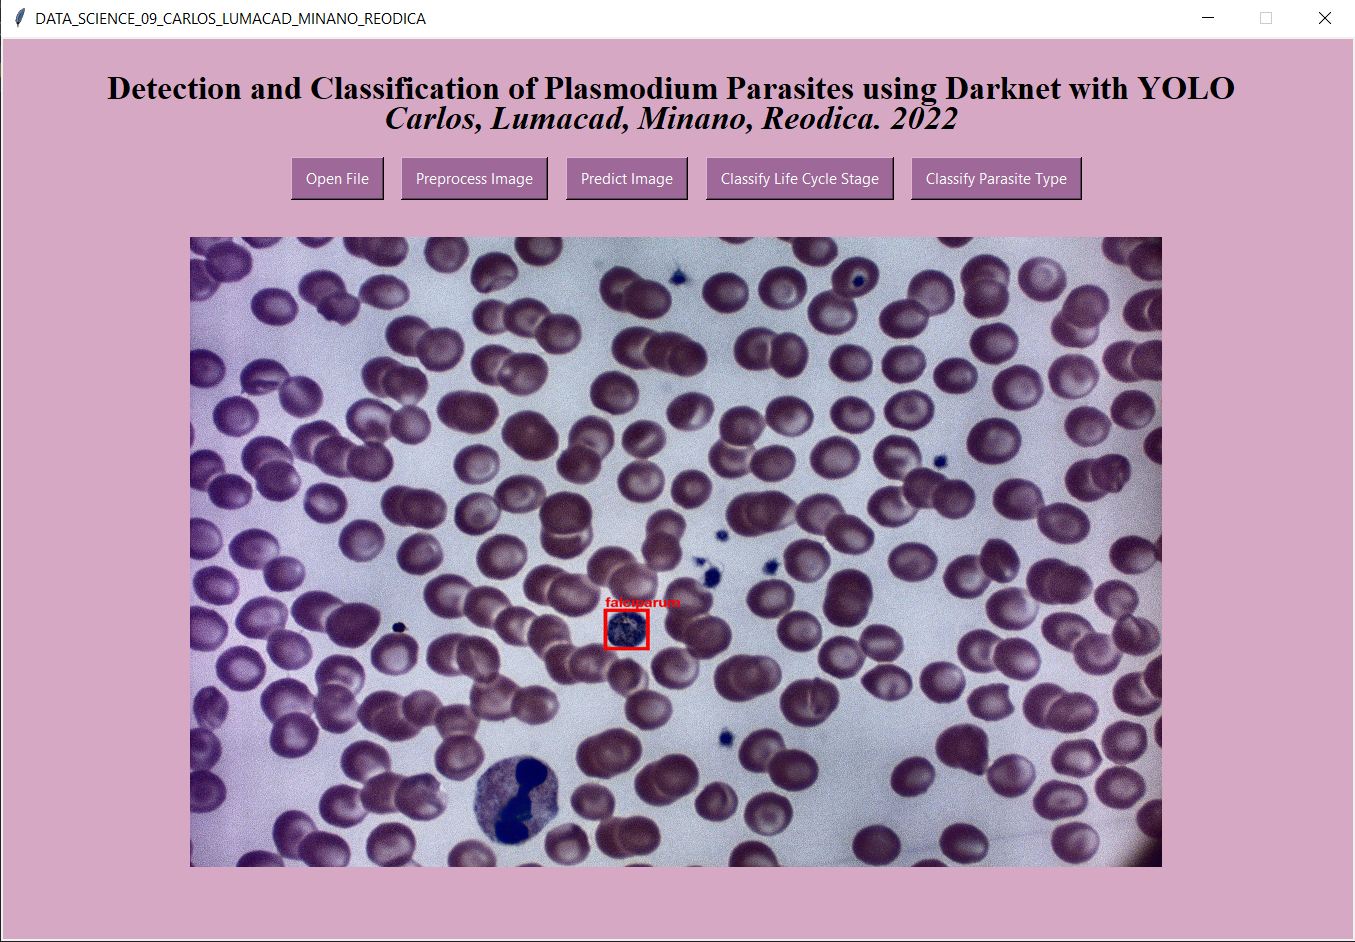 DATA_SCIENCE_09_CARLOS_LUMACAD_MINANO_REODICA
Detection and Classification of Plasmodium Parasites using Darknet with YOLO
Carlos, Lumacad, Minano, Reodica. 2022
Open File
Preprocess Image
Predict Image
Classify Life Cycle Stage
Classify Parasite Type
falciparum